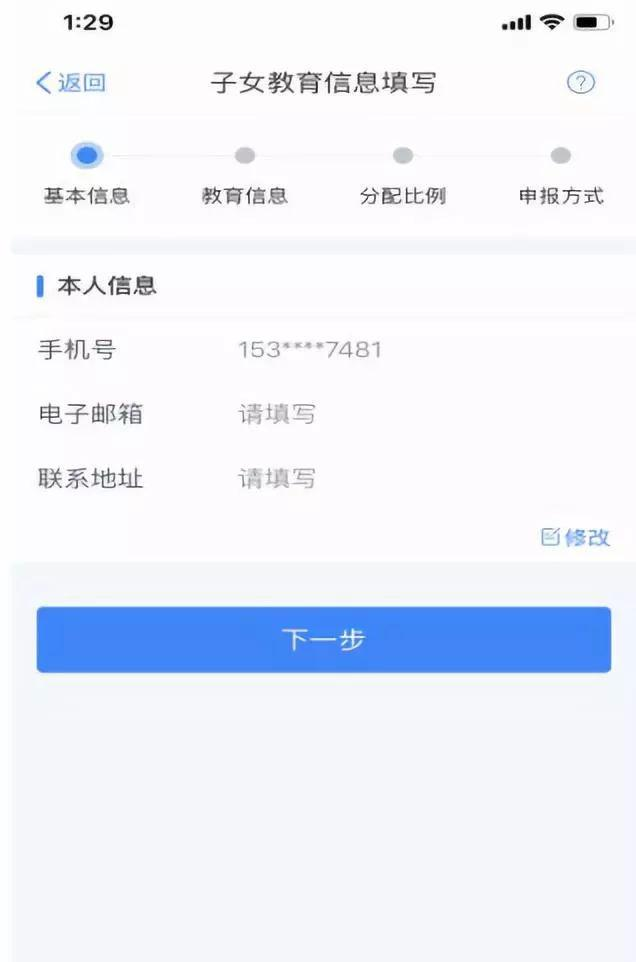 1:29
返回 子女教育信息填写 ?
基本信息 教育信息 分配比例 申报方式
本人信息
手机号 153****7481
电子邮箱 请填写
联系地址 请填写
修改
下一步